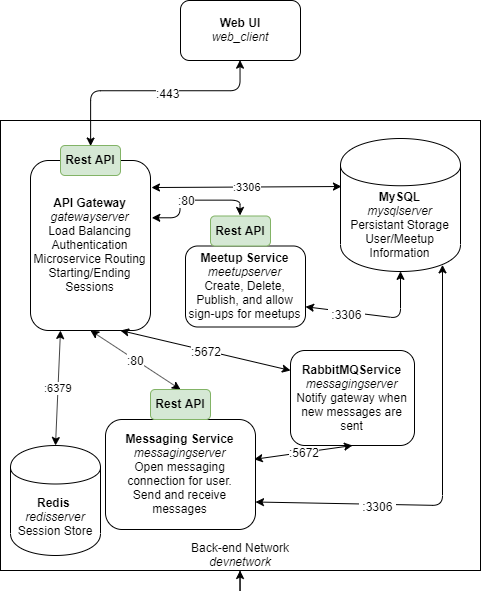 Web UI
web_client
:443
Rest API
API Gateway
gatewayserver
Load Balancing
Authentication
Microservice Routing
Starting/Ending
Sessions
:3306
:80
Rest API
Meetup Service
meetupserver
Create, Delete,
Publish, and allow
sign-ups for meetups
MySQL
mysqlserver
Persistant Storage
User/Meetup
Information
:3306
:5672
:80
:6379
RabbitMQService
messagingserver
Notify gateway when
new messages are
sent
Rest API
Messaging Service
messagingserver
Open messaging
connection for user.
Send and receive
messages
:5672
:3306
Redis
redisserver
Session Store
Back-end Network
devnetwork